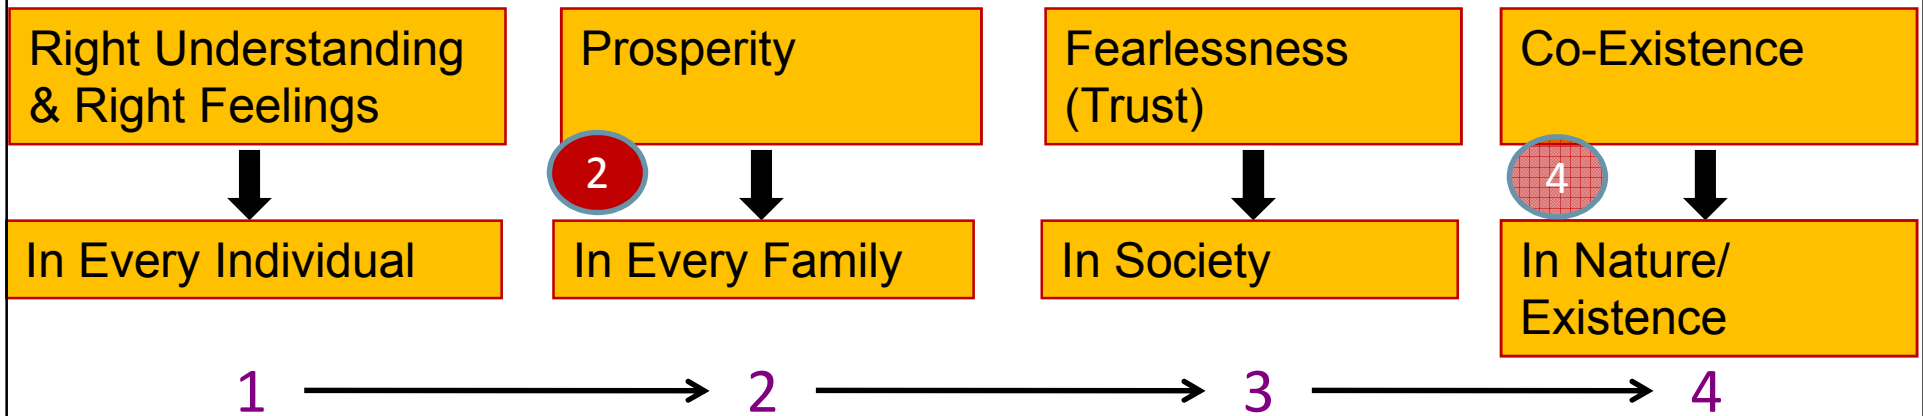 Right Understanding
& Right Feelings
Prosperity
Fearlessness
(Trust)
Co-Existence
2
4
In Every Individual
In Every Family
In Society
In Nature/
Existence
1
2
3
4